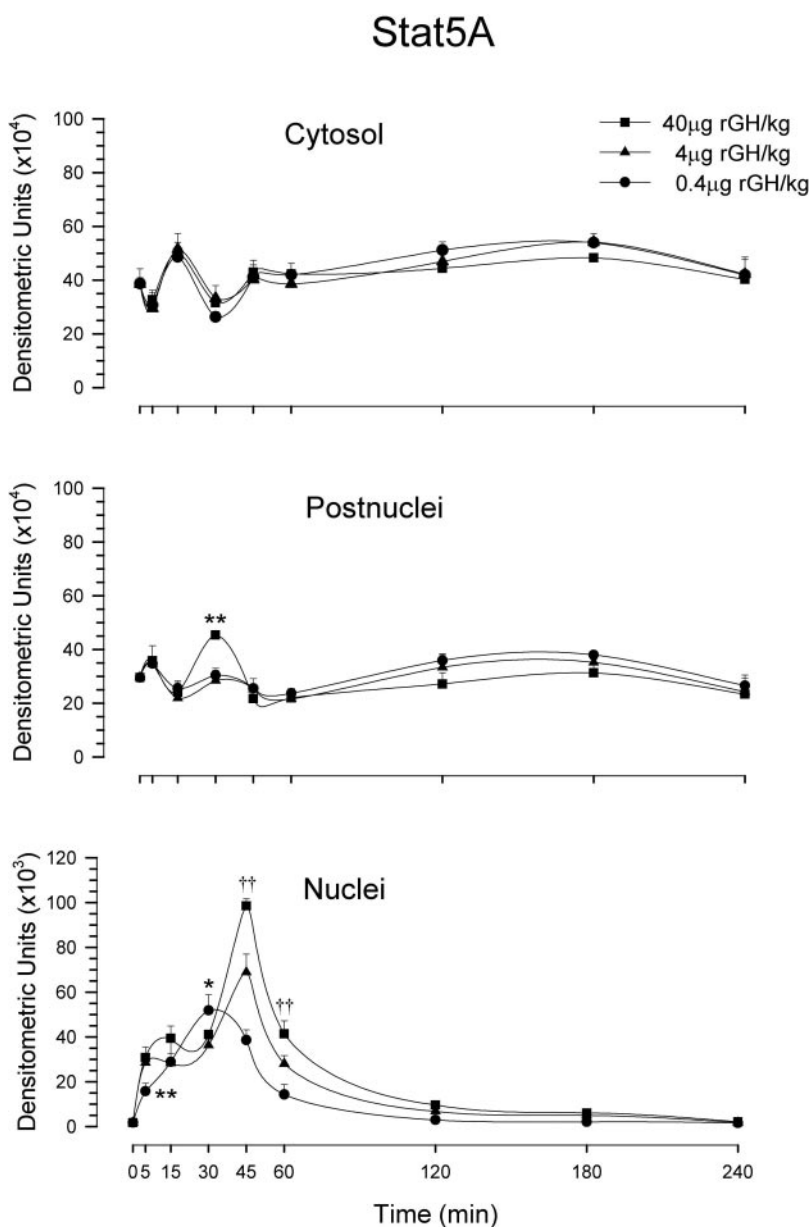 Stat5A
Cytosol
40μg rGH/kg
4μg rGH/kg
0.4μg rGH/kg
Densitometric Units (x10⁴)
100
80
60
40
20
0
Postnuclei
Densitometric Units (x10⁴)
100
80
60
40
20
0
**
Nuclei
Densitometric Units (x10³)
120
100
80
60
40
20
0
††
*
††
**
0 5 15 30 45 60 120 180 240
Time (min)